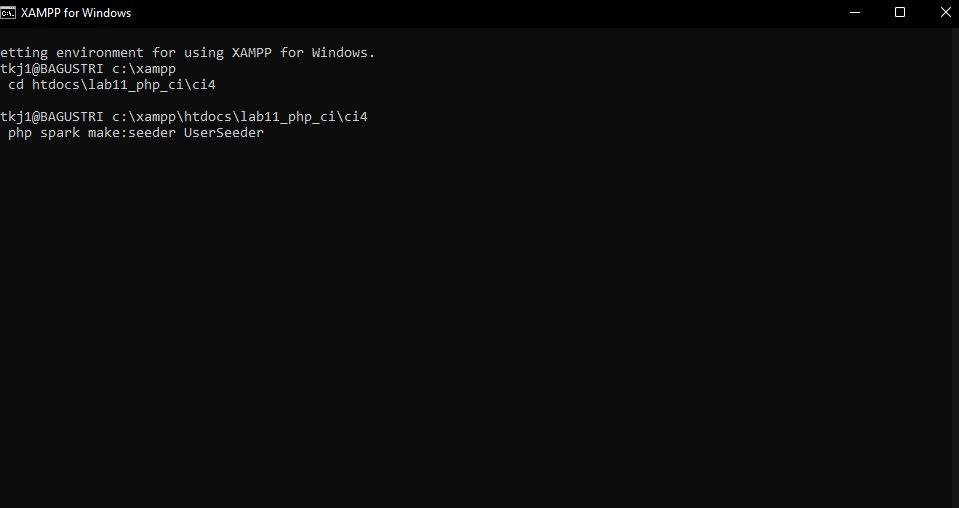 XAMPP for Windows
etting environment for using XAMPP for Windows.
tkj1@BAGUSTRI c:\xampp
cd htdocs\lab11_php_ci\ci4
tkj1@BAGUSTRI c:\xampp\htdocs\lab11_php_ci\ci4
php spark make:seeder UserSeeder